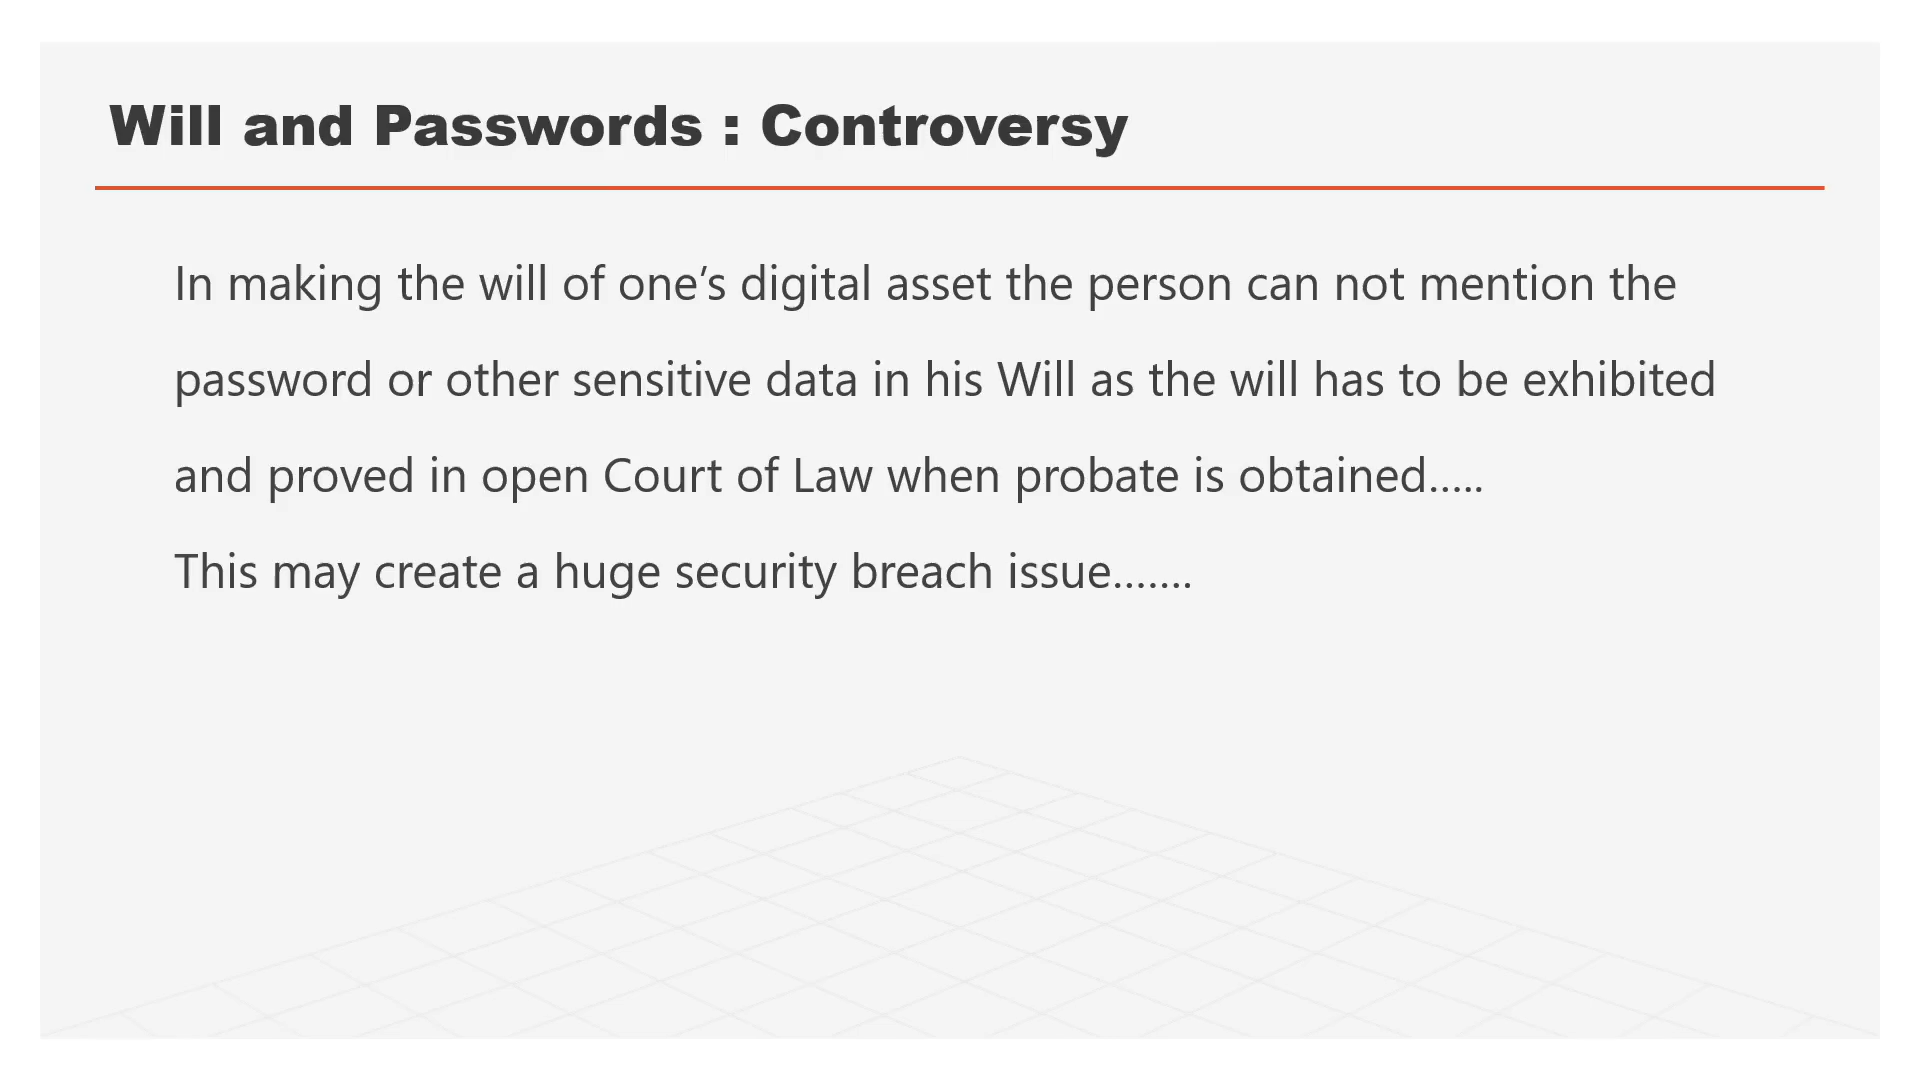 Will and Passwords : Controversy
In making the will of one’s digital asset the person can not mention the
password or other sensitive data in his Will as the will has to be exhibited
and proved in open Court of Law when probate is obtained.....
This may create a huge security breach issue.......